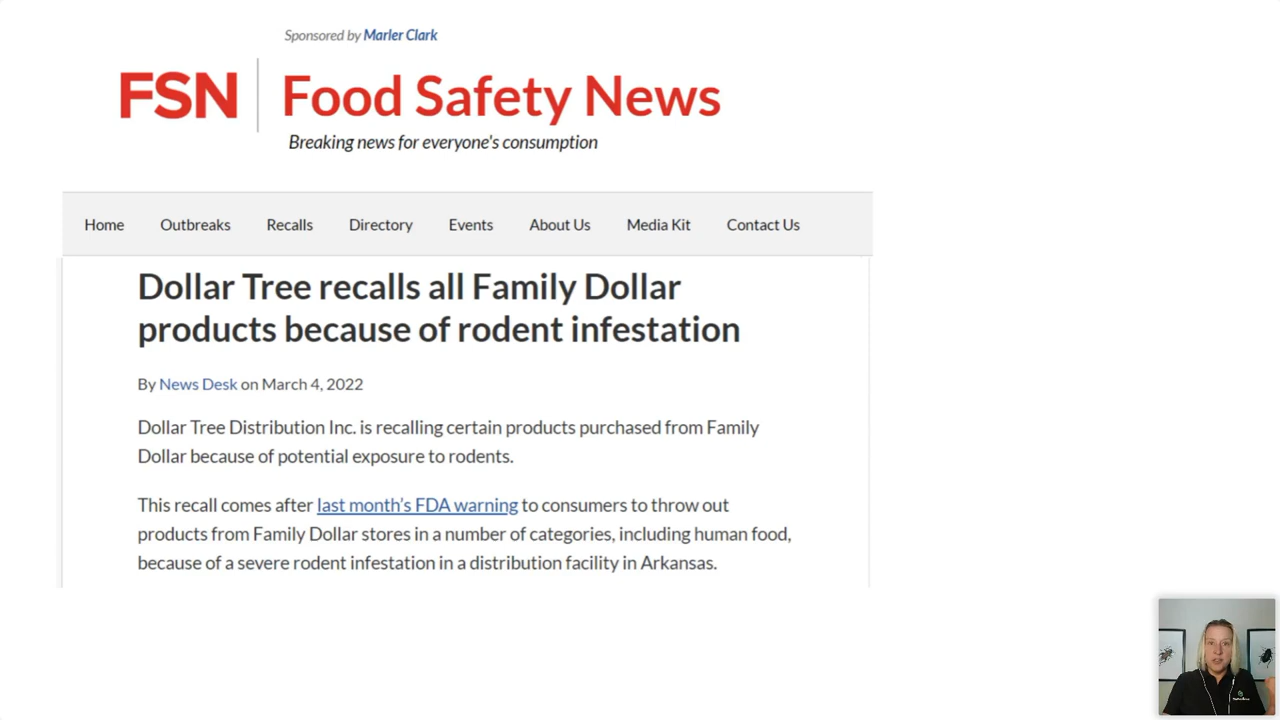 Sponsored by Marler Clark
FSN Food Safety News
Breaking news for everyone's consumption
Home Outbreaks Recalls Directory Events About Us Media Kit Contact Us
Dollar Tree recalls all Family Dollar
products because of rodent infestation
By News Desk on March 4, 2022
Dollar Tree Distribution Inc. is recalling certain products purchased from Family
Dollar because of potential exposure to rodents.
This recall comes after last month's FDA warning to consumers to throw out
products from Family Dollar stores in a number of categories, including human food,
because of a severe rodent infestation in a distribution facility in Arkansas.